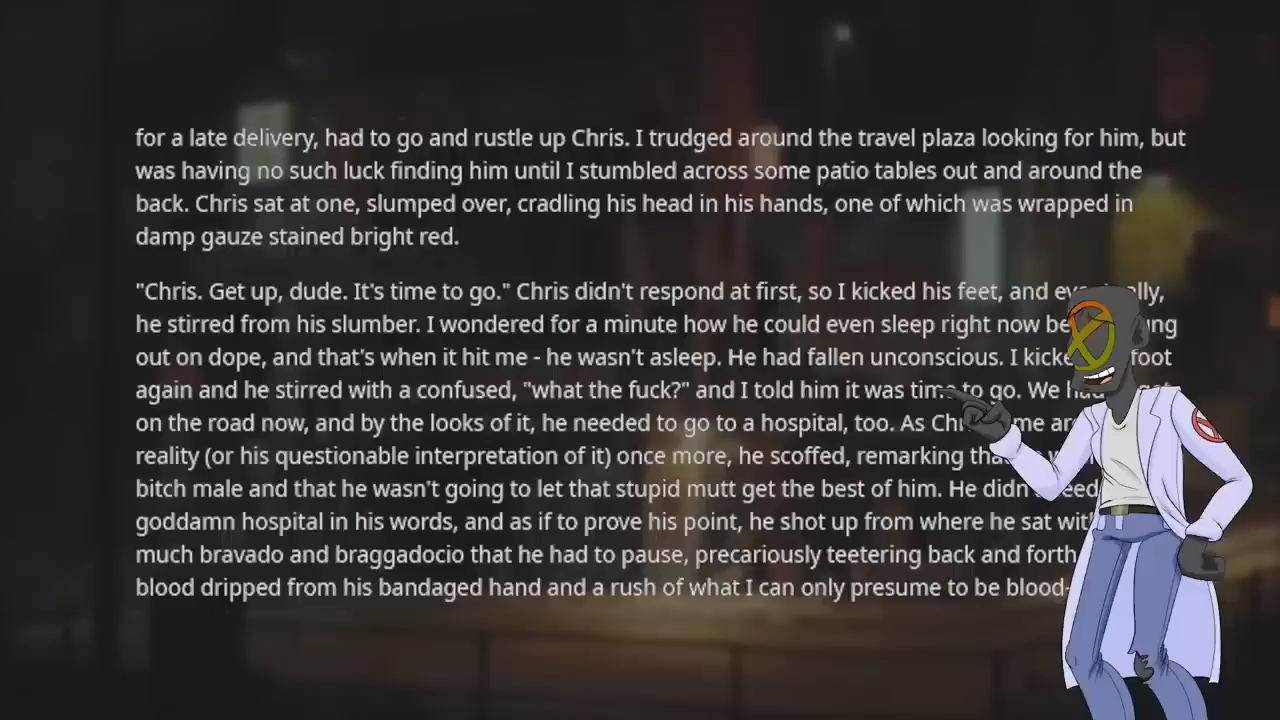 for a late delivery, had to go and rustle up Chris. I trudged around the travel plaza looking for him, but
was having no such luck finding him until I stumbled across some patio tables out and around the
back. Chris sat at one, slumped over, cradling his head in his hands, one of which was wrapped in
damp gauze stained bright red.
"Chris. Get up, dude. It's time to go." Chris didn't respond at first, so I kicked his feet, and
he stirred from his slumber. I wondered for a minute how he could even sleep right now
out on dope, and that's when it hit me - he wasn't asleep. He had fallen unconscious. I foot
again and he stirred with a confused, "what the fuck?" and I told him it was time to go. We
on the road now, and by the looks of it, he needed to go to a hospital, too. As
reality (or his questionable interpretation of it) once more, he scoffed, remarking
bitch male and that he wasn't going to let that stupid mutt get the best of him. He
goddamn hospital in his words, and as if to prove his point, he shot up from where he sat
much bravado and braggadocio that he had to pause, precariously teetering back and forth
blood dripped from his bandaged hand and a rush of what I can only presume to be blood-